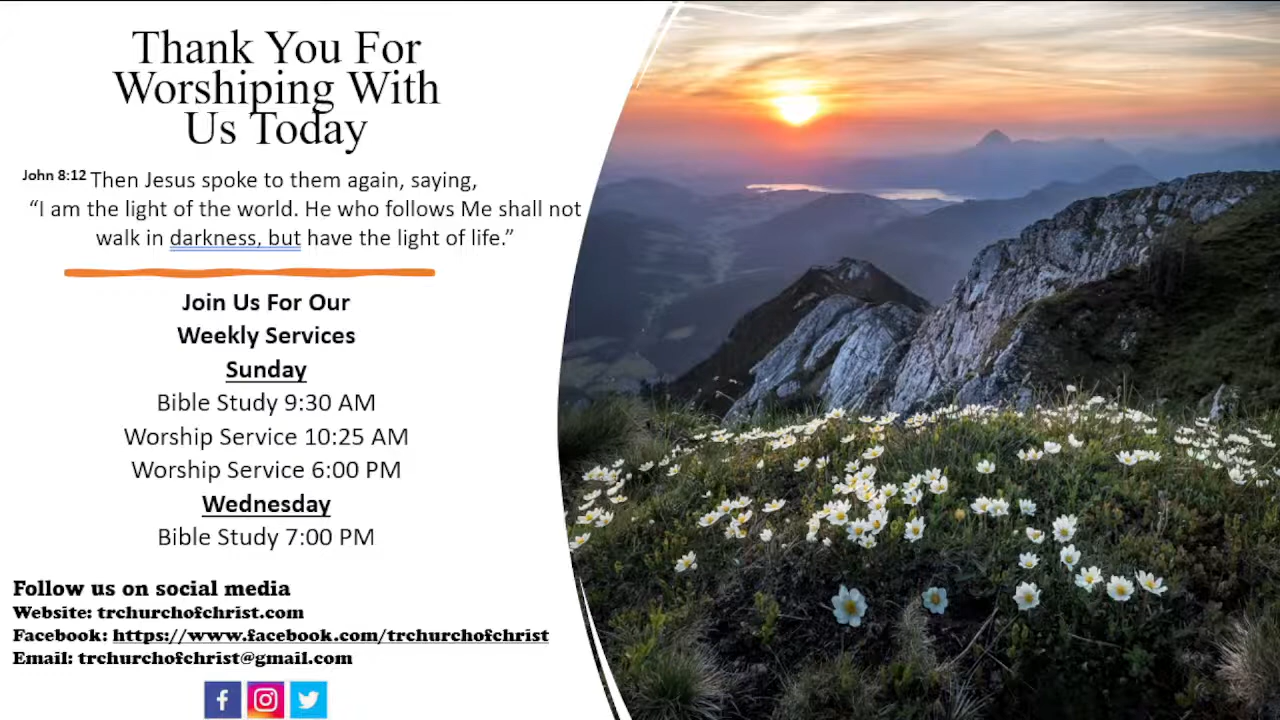 Thank You For
Worshiping With
Us Today
John 8:12 Then Jesus spoke to them again, saying,
“I am the light of the world. He who follows Me shall not
walk in darkness, but have the light of life.”
Join Us For Our
Weekly Services
Sunday
Bible Study 9:30 AM
Worship Service 10:25 AM
Worship Service 6:00 PM
Wednesday
Bible Study 7:00 PM
Follow us on social media
Website: trchurchofchrist.com
Facebook: https://www.facebook.com/trchurchofchrist
Email: trchurchofchrist@gmail.com